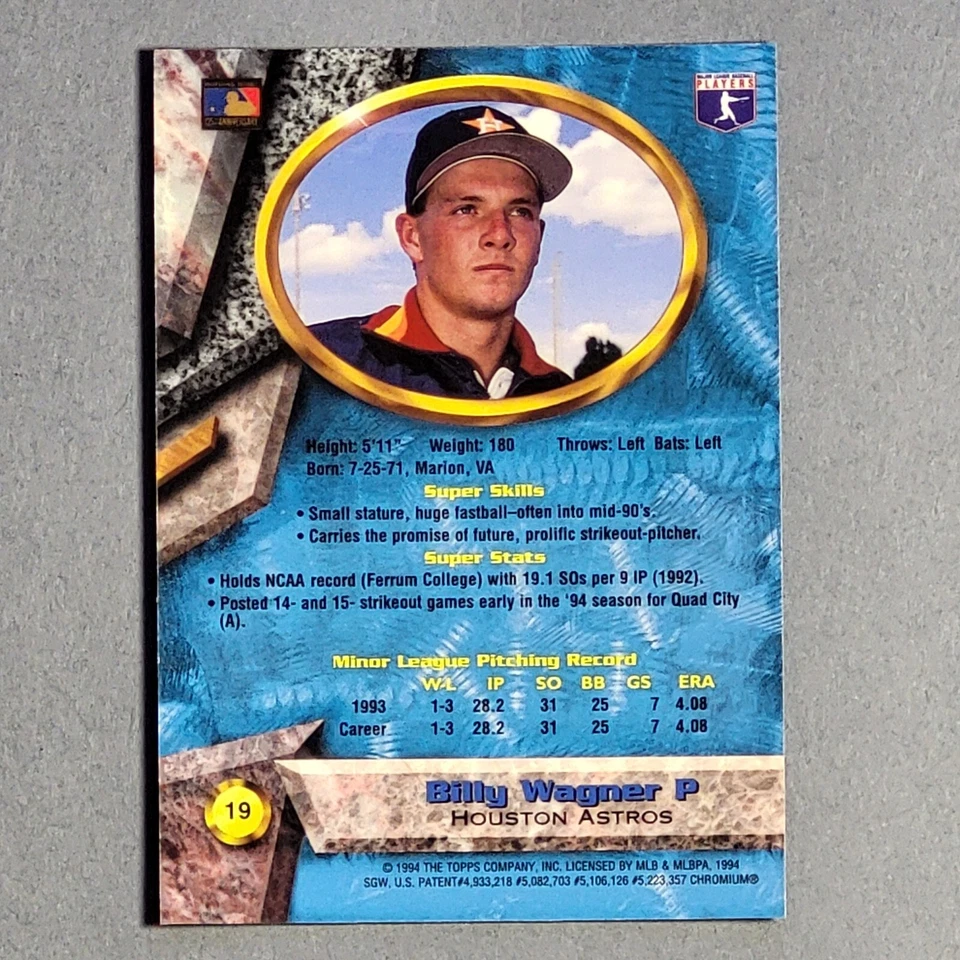 MAJOR LEAGUE BASEBALL
PLAYERS
125th ANNIVERSARY
Height: 5'11" Weight: 180 Throws: Left Bats: Left
Born: 7-25-71, Marion, VA
Super Skills
• Small stature, huge fastball–often into mid-90's.
• Carries the promise of future, prolific strikeout-pitcher.
Super Stats
• Holds NCAA record (Ferrum College) with 19.1 SOs per 9 IP (1992).
• Posted 14- and 15- strikeout games early in the '94 season for Quad City
(A).
Minor League Pitching Record
W-L IP SO BB GS ERA
1993 1-3 28.2 31 25 7 4.08
Career 1-3 28.2 31 25 7 4.08
Billy Wagner P
19
HOUSTON ASTROS
© 1994 THE TOPPS COMPANY, INC. LICENSED BY MLB & MLBPA, 1994
SGW, U.S. PATENT#4,933,218 #5,082,703 #5,106,126 #5,223,357 CHROMIUM®